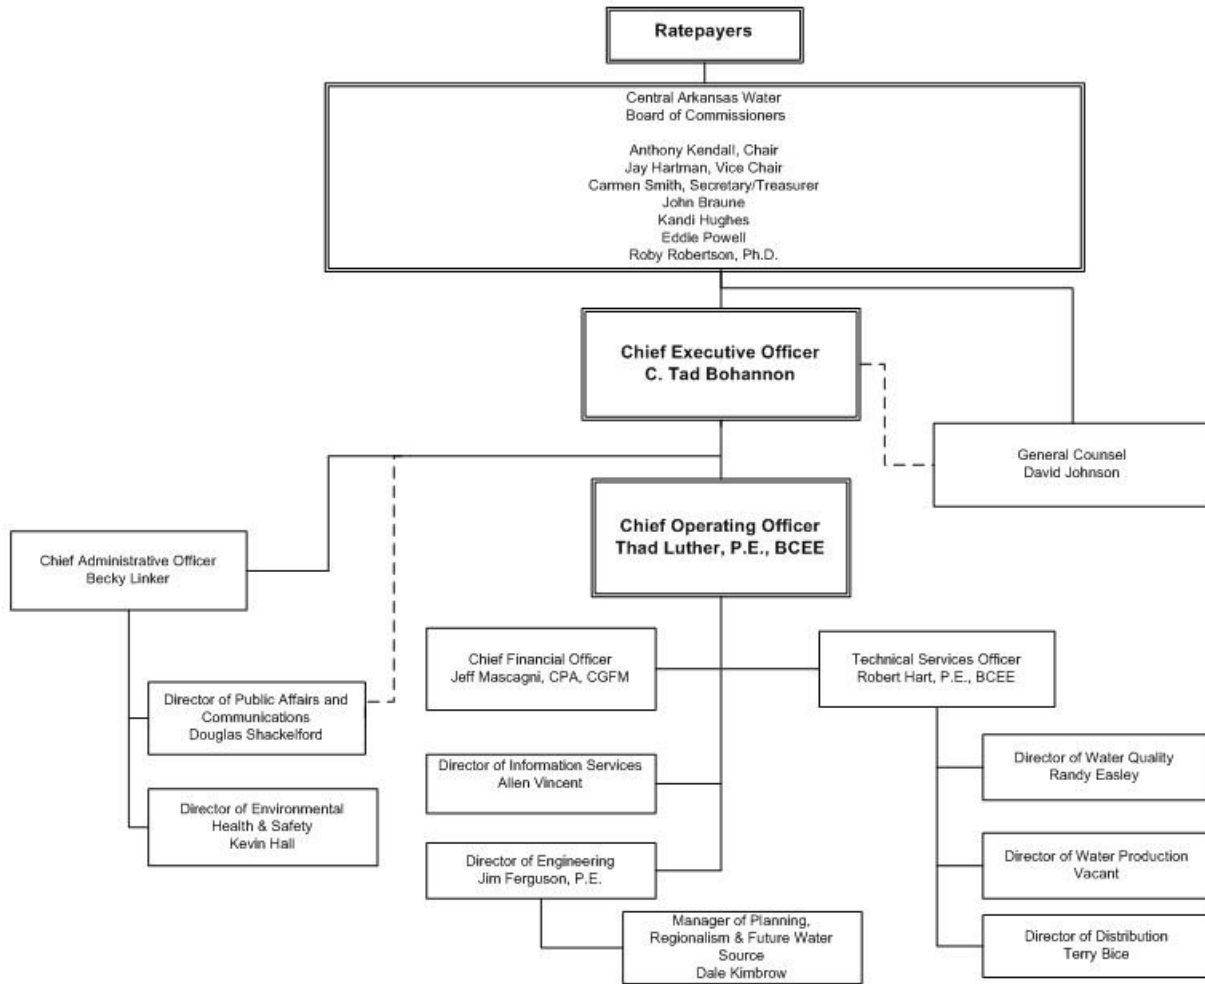 Ratepayers
Central Arkansas Water
Board of Commissioners
Anthony Kendall, Chair
Jay Hartman, Vice Chair
Carmen Smith, Secretary/Treasurer
John Braune
Kandi Hughes
Eddie Powell
Roby Robertson, Ph.D.
Chief Executive Officer
C. Tad Bohannon
General Counsel
David Johnson
Chief Operating Officer
Thad Luther, P.E., BCEE
Chief Administrative Officer
Becky Linker
Director of Public Affairs and
Communications
Douglas Shackelford
Director of Environmental
Health & Safety
Kevin Hall
Chief Financial Officer
Jeff Mascagni, CPA, CGFM
Director of Information Services
Allen Vincent
Director of Engineering
Jim Ferguson, P.E.
Manager of Planning,
Regionalism & Future Water
Source
Dale Kimbrow
Technical Services Officer
Robert Hart, P.E., BCEE
Director of Water Quality
Randy Easley
Director of Water Production
Vacant
Director of Distribution
Terry Bice